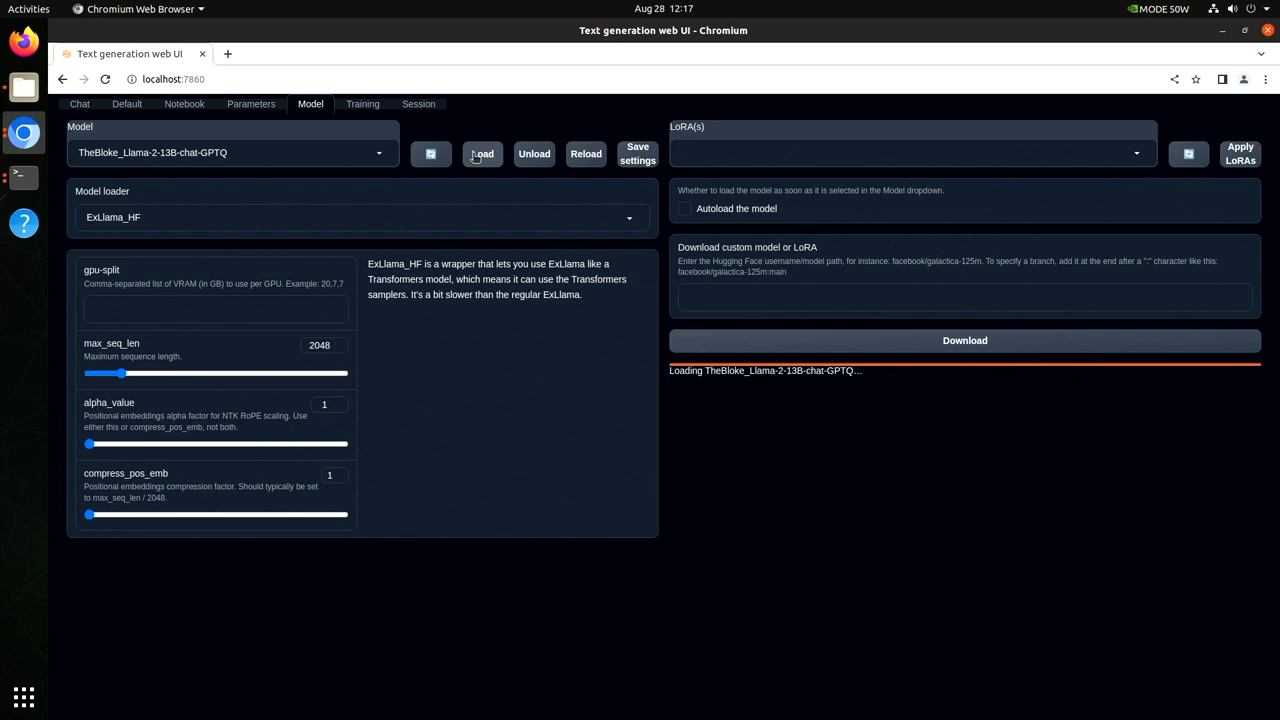 Activities
Chromium Web Browser
Aug 28 12:17
MODE 50W
Text generation web UI - Chromium
Text generation web UI
localhost:7860
Chat
Default
Notebook
Parameters
Model
Training
Session
Model
TheBloke_Llama-2-13B-chat-GPTQ
Load
Unload
Reload
Save
settings
LoRA(s)
Apply
LoRAs
Model loader
ExLlama_HF
Whether to load the model as soon as it is selected in the Model dropdown.
Autoload the model
gpu-split
Comma-separated list of VRAM (in GB) to use per GPU. Example: 20,7,7
max_seq_len
2048
Maximum sequence length.
alpha_value
1
Positional embeddings alpha factor for NTK RoPE scaling. Use
either this or compress_pos_emb, not both.
compress_pos_emb
1
Positional embeddings compression factor. Should typically be set
to max_seq_len / 2048.
ExLlama_HF is a wrapper that lets you use ExLlama like a
Transformers model, which means it can use the Transformers
samplers. It's a bit slower than the regular ExLlama.
Download custom model or LoRA
Enter the Hugging Face username/model path, for instance: facebook/galactica-125m. To specify a branch, add it at the end after a ":" character like this:
facebook/galactica-125m:main
Download
Loading TheBloke_Llama-2-13B-chat-GPTQ…